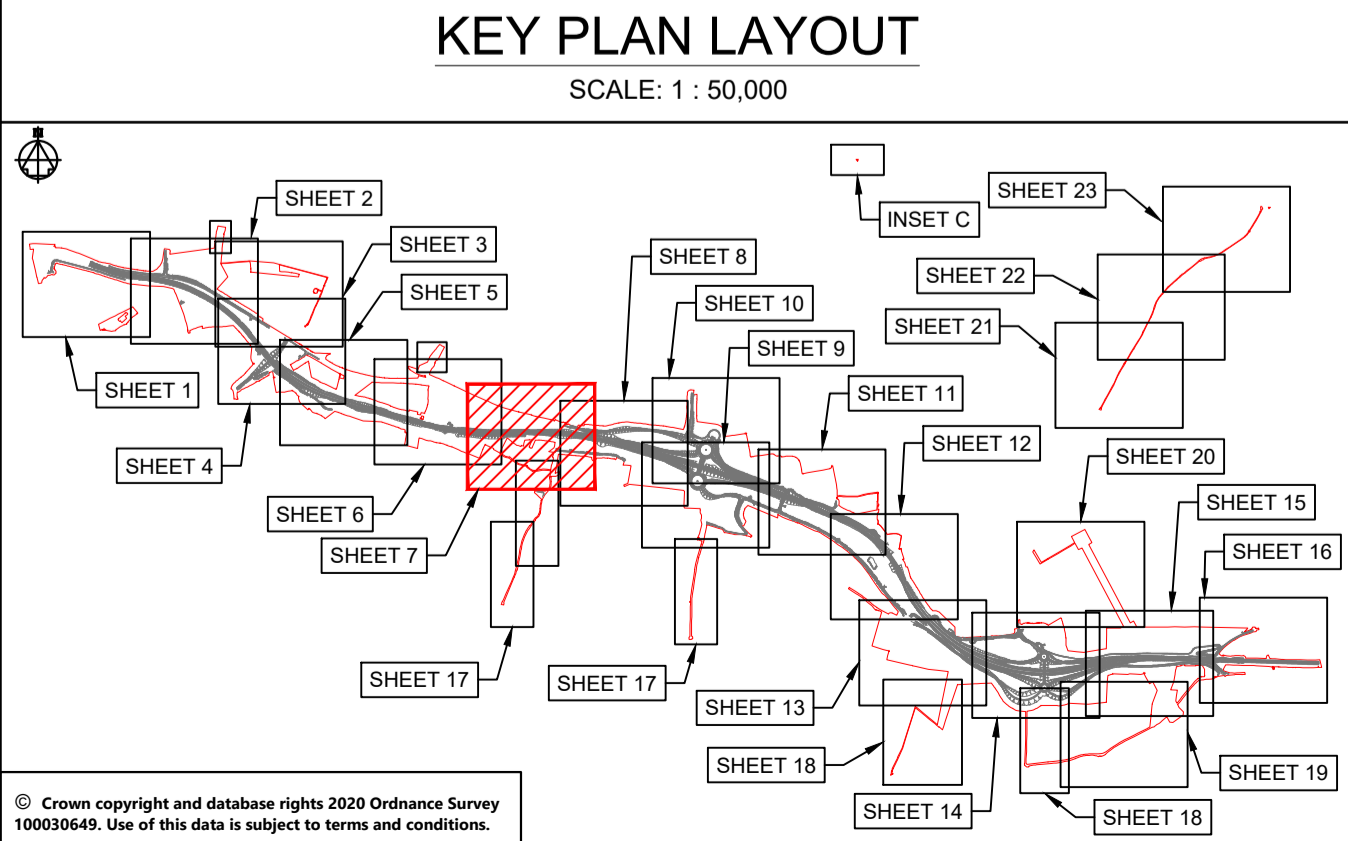 KEY PLAN LAYOUT
SCALE: 1 : 50,000
N
INSET C
SHEET 23
SHEET 2
SHEET 3
SHEET 8
SHEET 22
SHEET 5
SHEET 10
SHEET 21
SHEET 9
SHEET 1
SHEET 11
SHEET 12
SHEET 4
SHEET 20
SHEET 15
SHEET 6
SHEET 7
SHEET 16
SHEET 17
SHEET 17
SHEET 13
SHEET 18
SHEET 19
SHEET 14
SHEET 18
© Crown copyright and database rights 2020 Ordnance Survey
100030649. Use of this data is subject to terms and conditions.